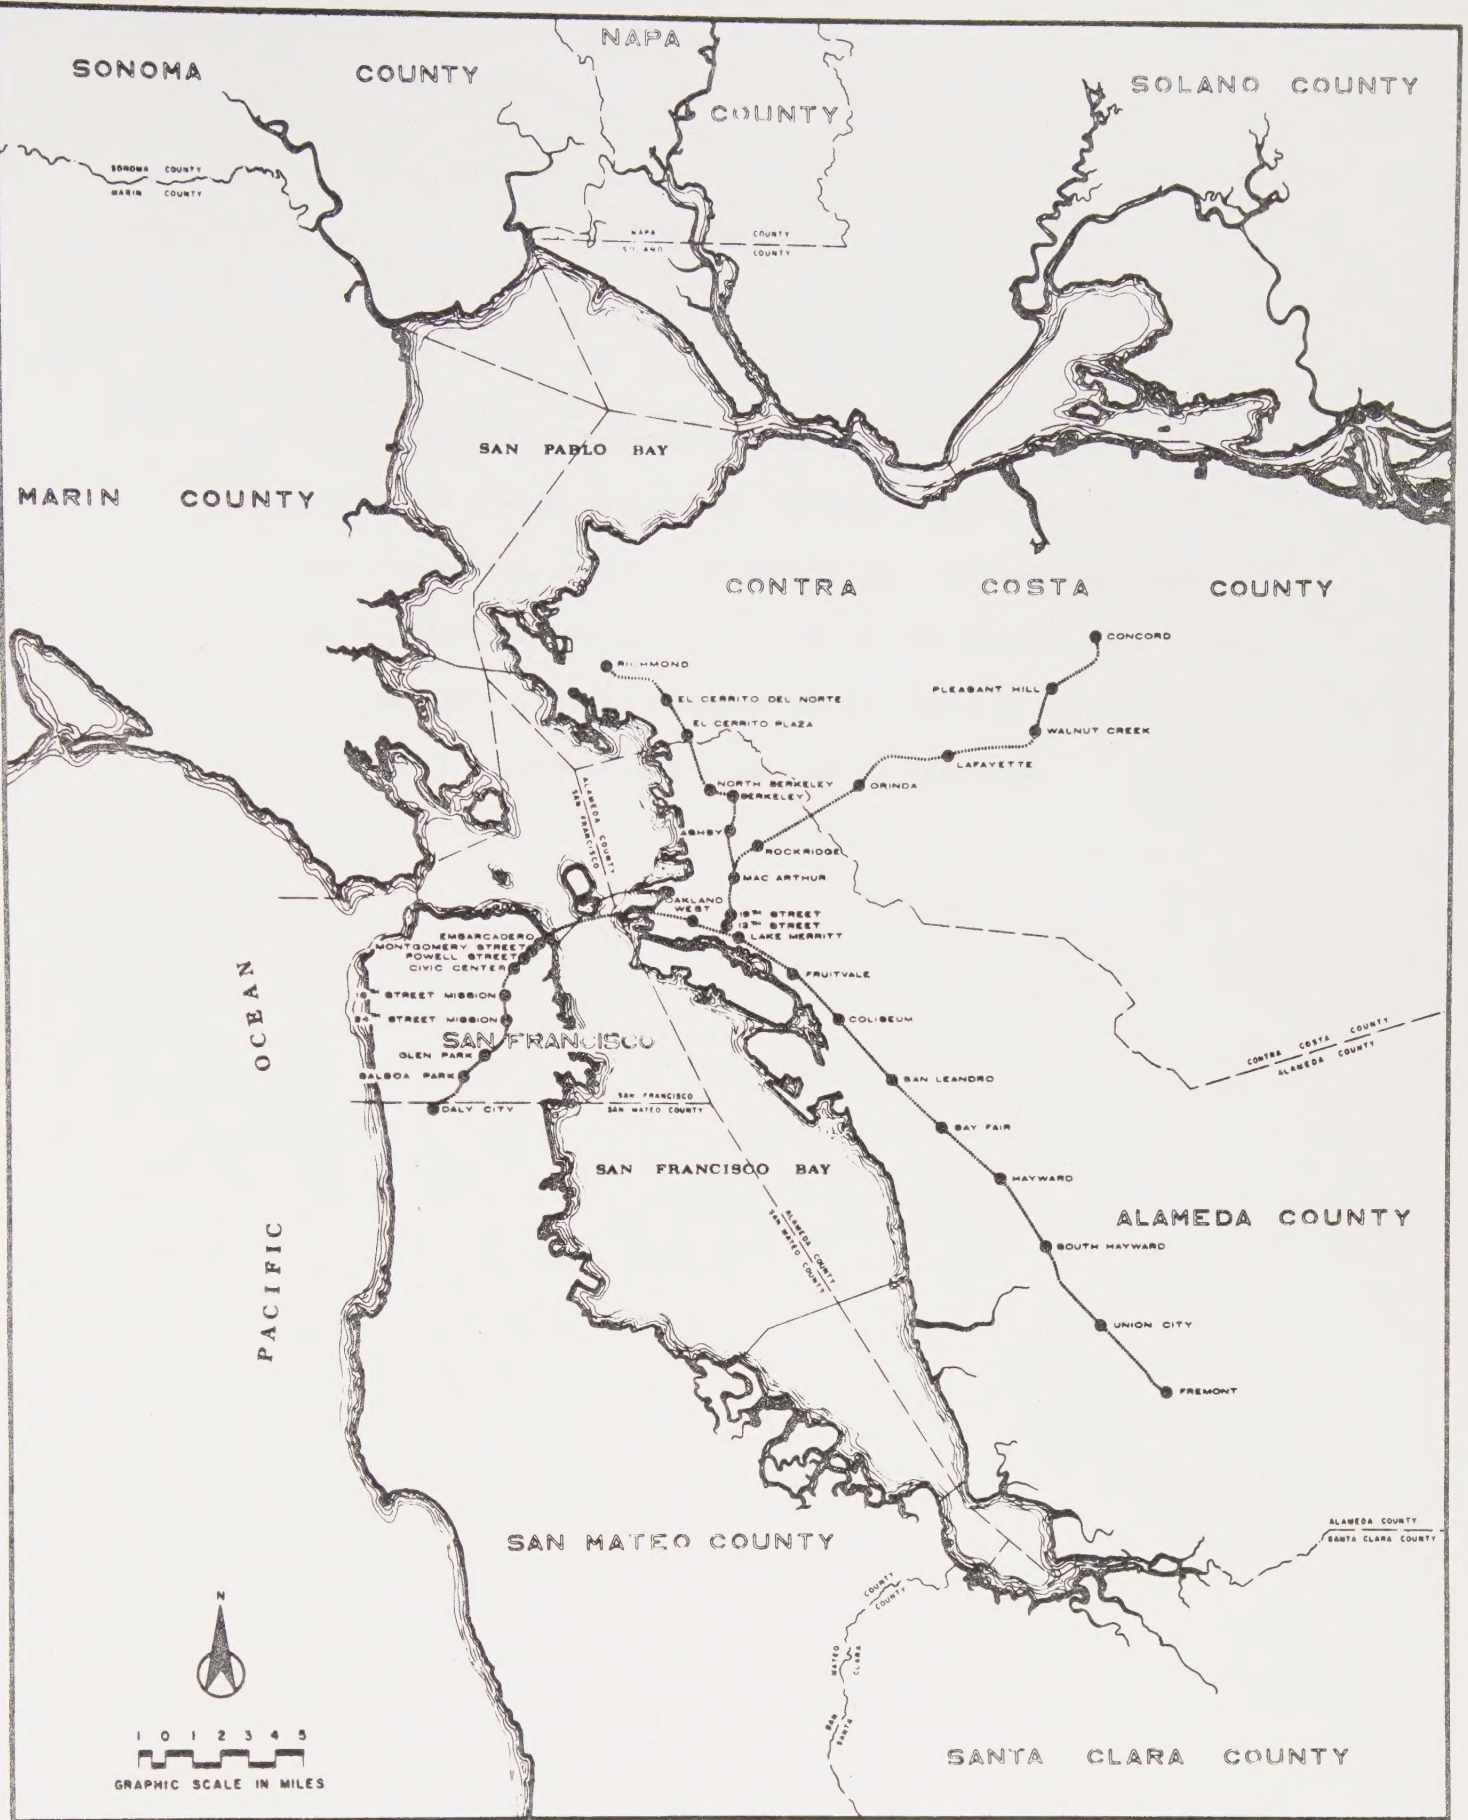 NAPA
SONOMA COUNTY
SOLANO COUNTY
COUNTY
SONOMA COUNTY
MARIN COUNTY
NAPA COUNTY
SOLANO COUNTY
SAN PABLO BAY
MARIN COUNTY
CONTRA COSTA COUNTY
CONCORD
RICHMOND
PLEASANT HILL
EL CERRITO DEL NORTE
EL CERRITO PLAZA
WALNUT CREEK
LAFAYETTE
NORTH BERKELEY
ORINDA
BERKELEY
ALAMEDA COUNTY
SAN FRANCISCO
ASHBY
ROCKRIDGE
MAC ARTHUR
OAKLAND
WEST
19TH STREET
12TH STREET
LAKE MERRITT
EMBARCADERO
MONTGOMERY STREET
POWELL STREET
CIVIC CENTER
FRUITVALE
16TH STREET MISSION
24TH STREET MISSION
COLISEUM
SAN FRANCISCO
GLEN PARK
BALBOA PARK
DALY CITY
CONTRA COSTA COUNTY
ALAMEDA COUNTY
SAN LEANDRO
SAN FRANCISCO
SAN MATEO COUNTY
BAY FAIR
PACIFIC OCEAN
SAN FRANCISCO BAY
HAYWARD
ALAMEDA COUNTY
ALAMEDA COUNTY
SAN MATEO COUNTY
SOUTH HAYWARD
UNION CITY
FREMONT
SAN MATEO COUNTY
ALAMEDA COUNTY
SANTA CLARA COUNTY
SAN MATEO COUNTY
SANTA CLARA COUNTY
N
1 0 1 2 3 4 5
GRAPHIC SCALE IN MILES
SANTA CLARA COUNTY